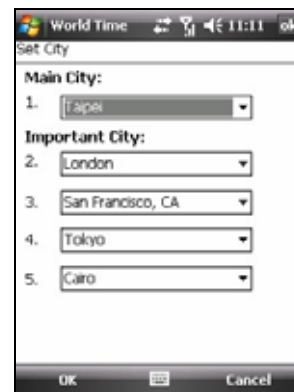 World Time 11:11 ok
Set City
Main City:
1. Taipei
Important City:
2. London
3. San Francisco, CA
4. Tokyo
5. Cairo
OK Cancel